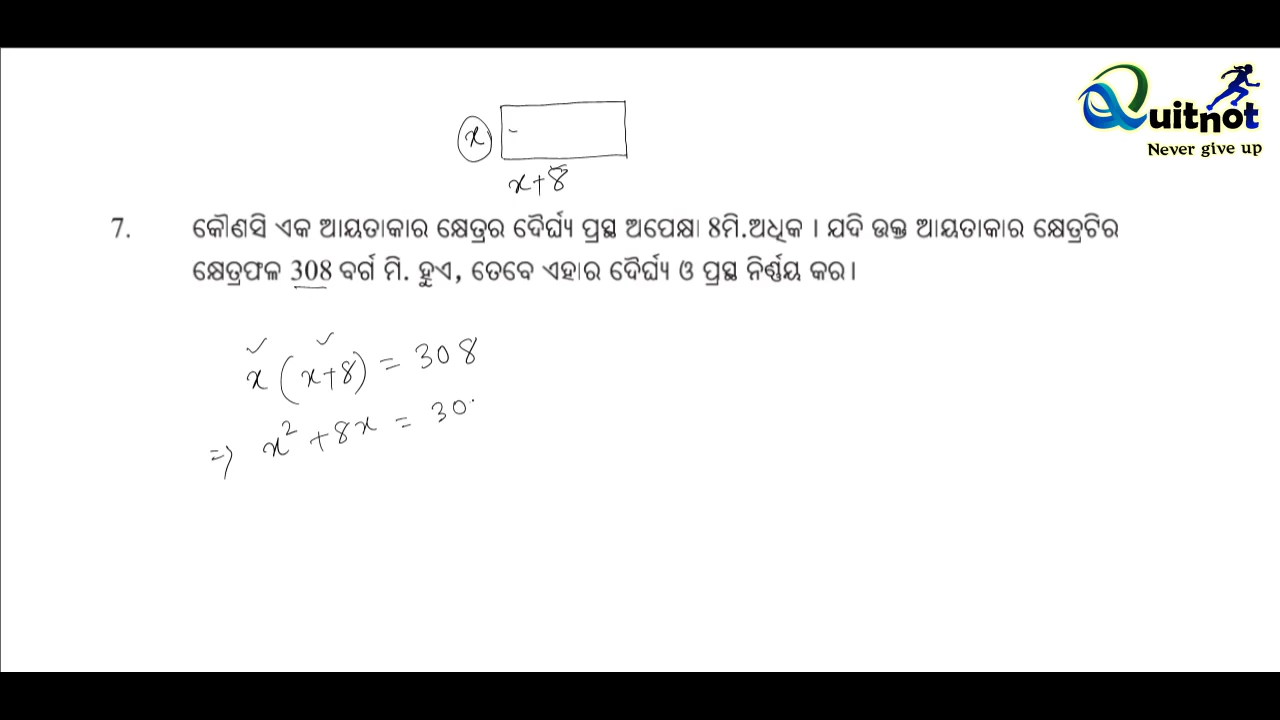 Quitnot
Never give up
x
x+8
7. କୌଣସି ଏକ ଆୟତାକାର କ୍ଷେତ୍ରର ଦୈର୍ଘ୍ୟ ପ୍ରସ୍ଥ ଅପେକ୍ଷା 8ମି.ଅଧିକ । ଯଦି ଉକ୍ତ ଆୟତାକାର କ୍ଷେତ୍ରଟିର
କ୍ଷେତ୍ରଫଳ 308 ବର୍ଗ ମି. ହୁଏ, ତେବେ ଏହାର ଦୈର୍ଘ୍ୟ ଓ ପ୍ରସ୍ଥ ନିର୍ଣ୍ଣୟ କର ।
x (x+8) = 308
=> x² + 8x = 30